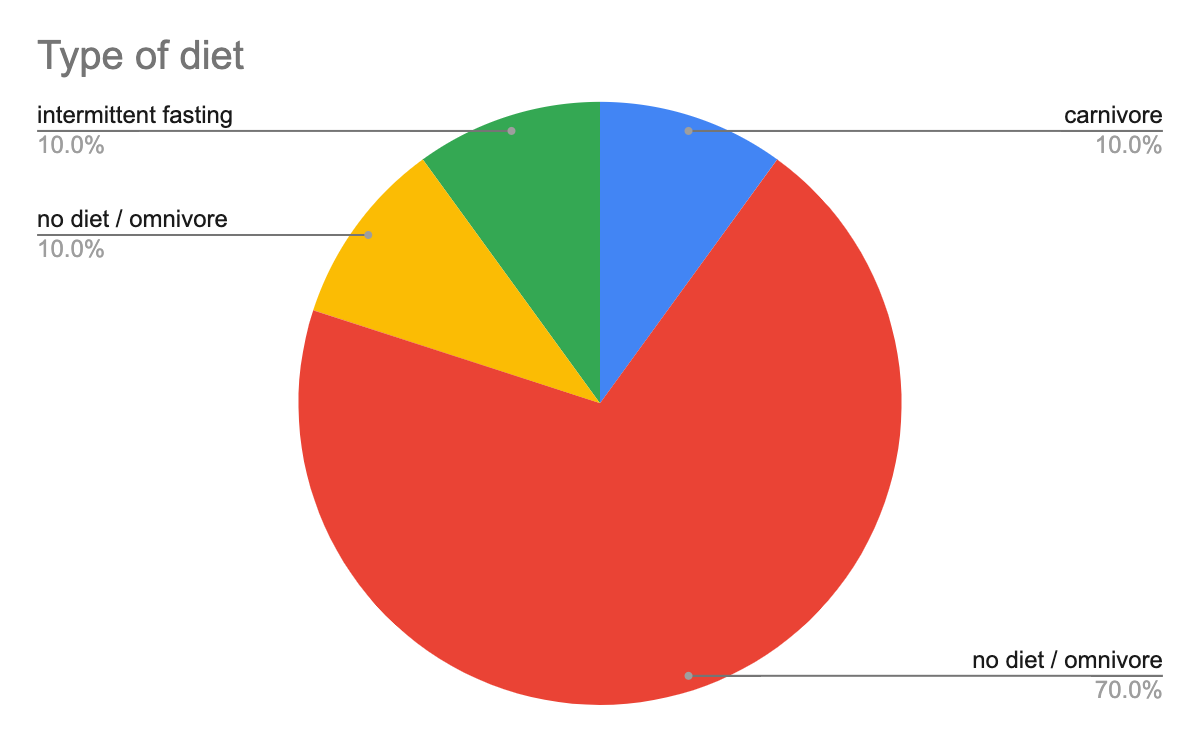 Type of diet
intermittent fasting
10.0%
carnivore
10.0%
no diet / omnivore
10.0%
no diet / omnivore
70.0%